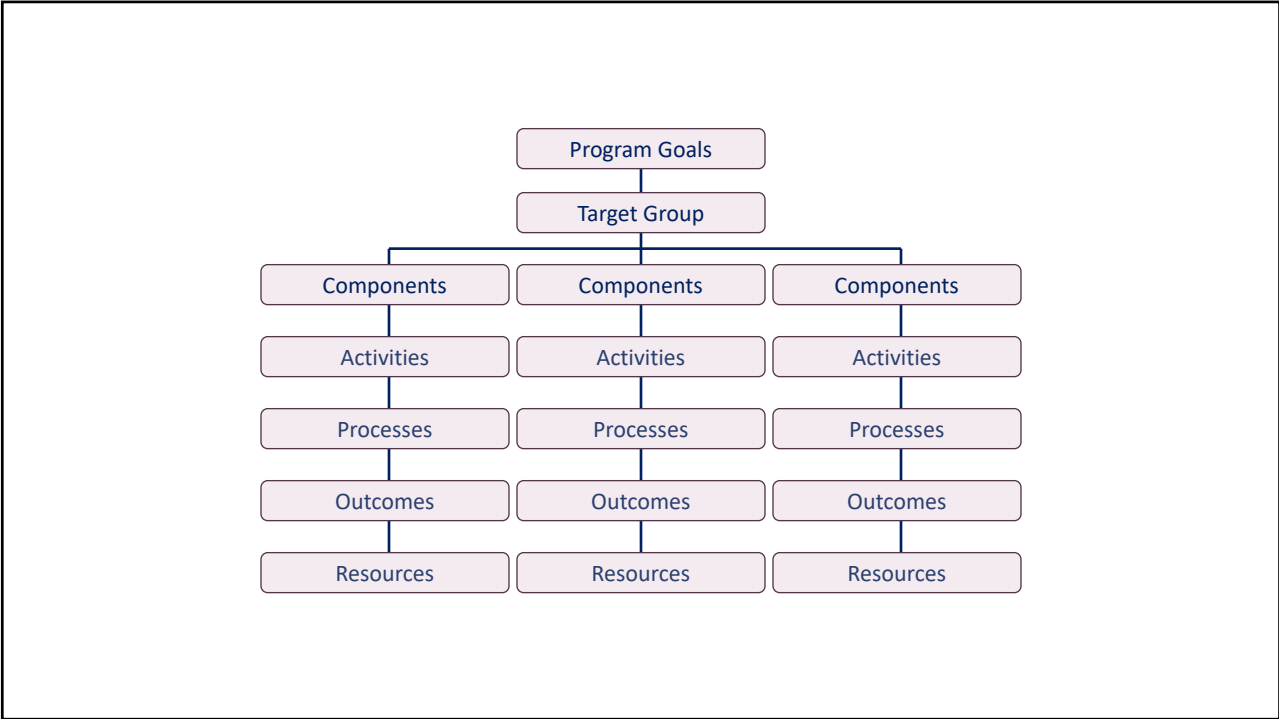 Program Goals
Target Group
Components Components Components
Activities Activities Activities
Processes Processes Processes
Outcomes Outcomes Outcomes
Resources Resources Resources